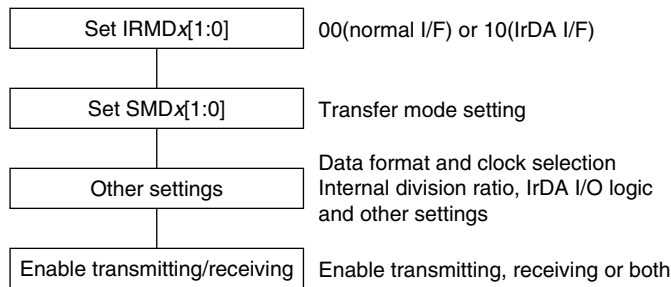 Set IRMDx[1:0]
00(normal I/F) or 10(IrDA I/F)
Set SMDx[1:0]
Transfer mode setting
Other settings
Data format and clock selection
Internal division ratio, IrDA I/O logic
and other settings
Enable transmitting/receiving
Enable transmitting, receiving or both